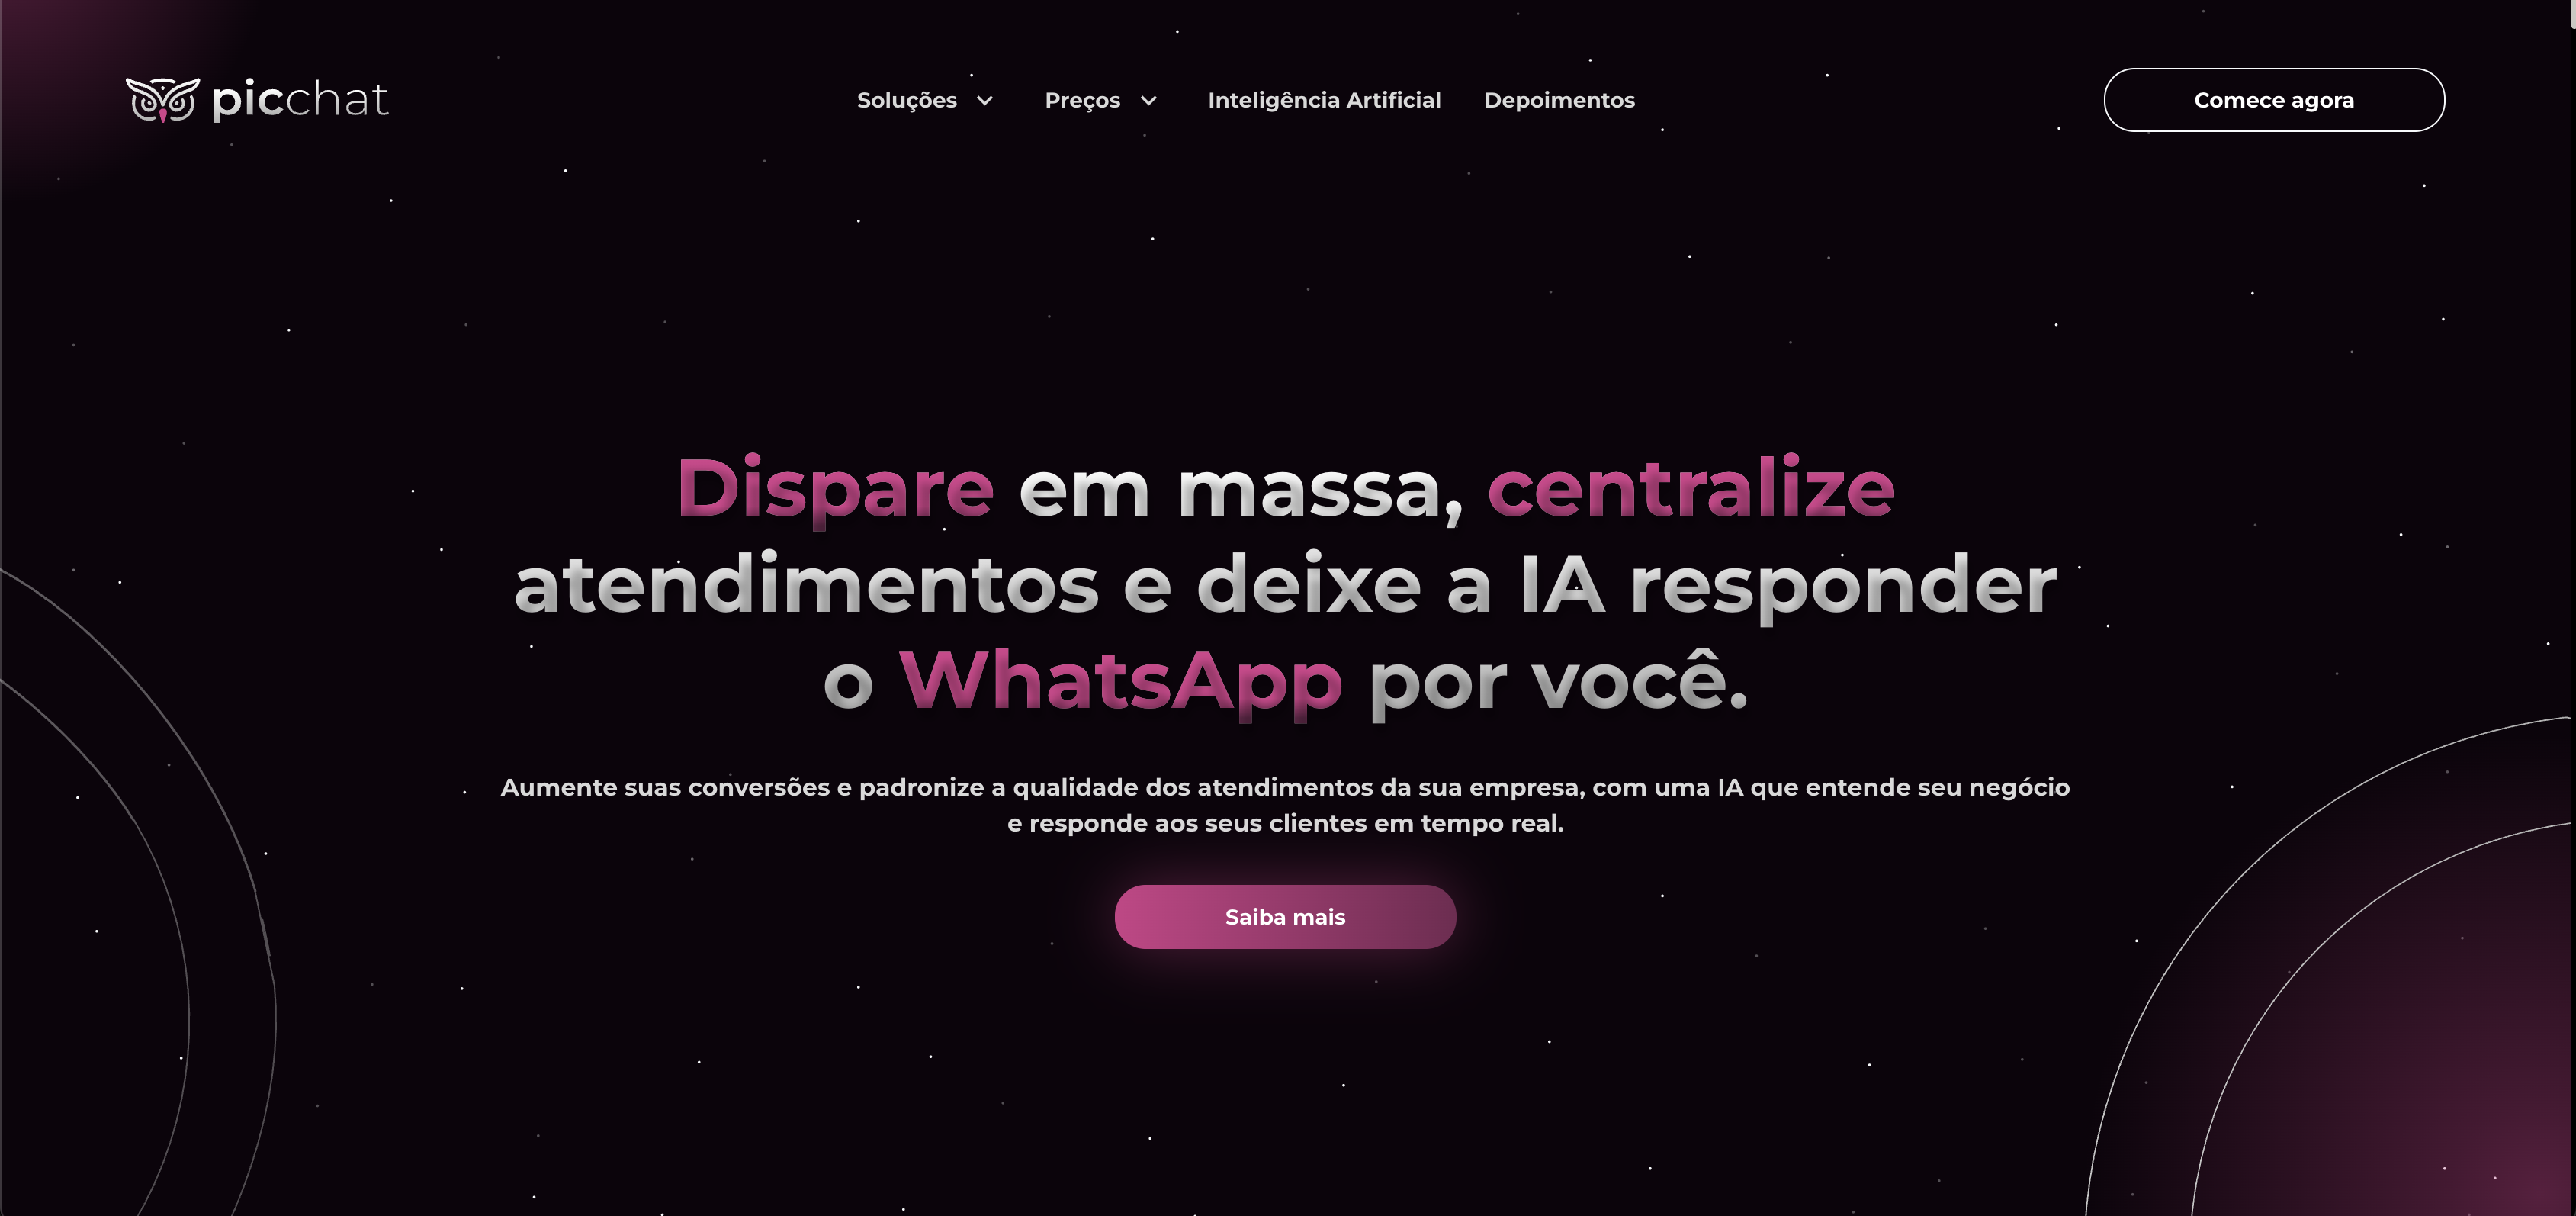 picchat
Soluções
Preços
Inteligência Artificial
Depoimentos
Comece agora
Dispare em massa, centralize
atendimentos e deixe a IA responder
o WhatsApp por você.
Aumente suas conversões e padronize a qualidade dos atendimentos da sua empresa, com uma IA que entende seu negócio
e responde aos seus clientes em tempo real.
Saiba mais